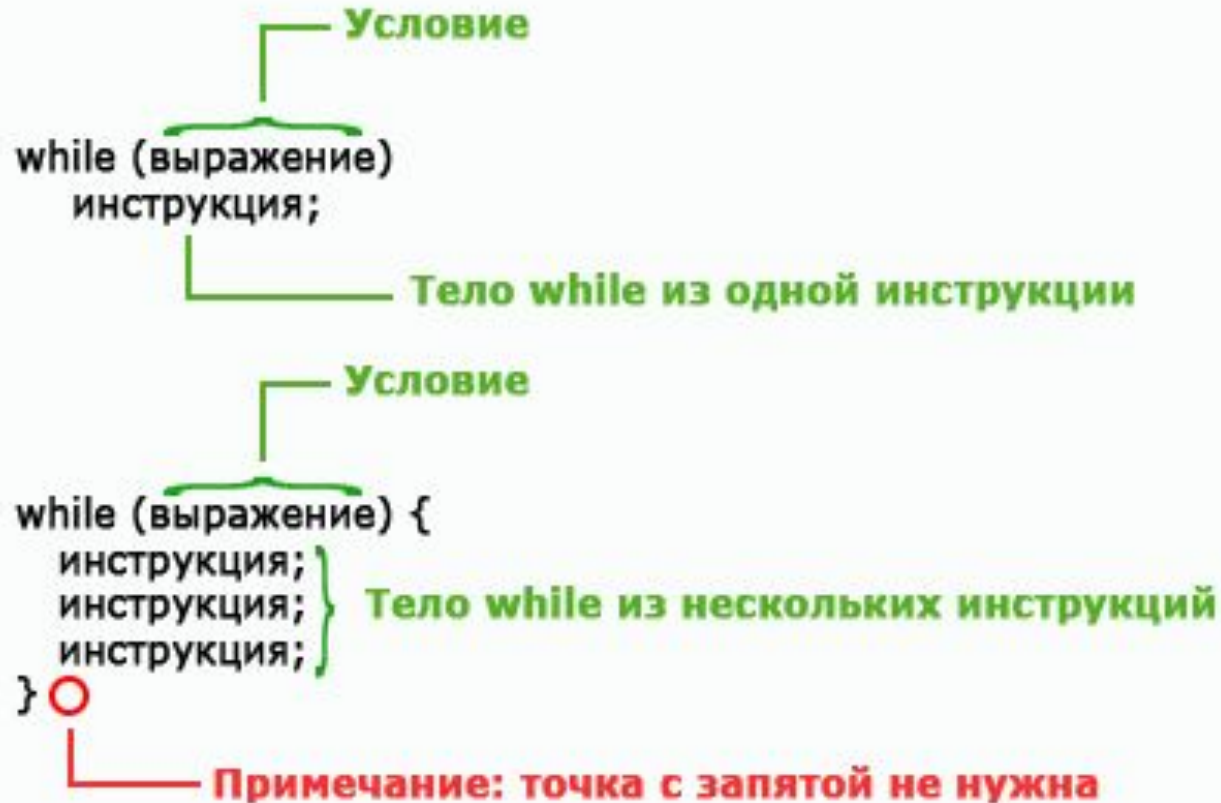 Условие
while (выражение)
инструкция;
Тело while из одной инструкции
Условие
while (выражение) {
инструкция;
инструкция;
Тело while из нескольких инструкций
инструкция;
}
Примечание: точка с запятой не нужна